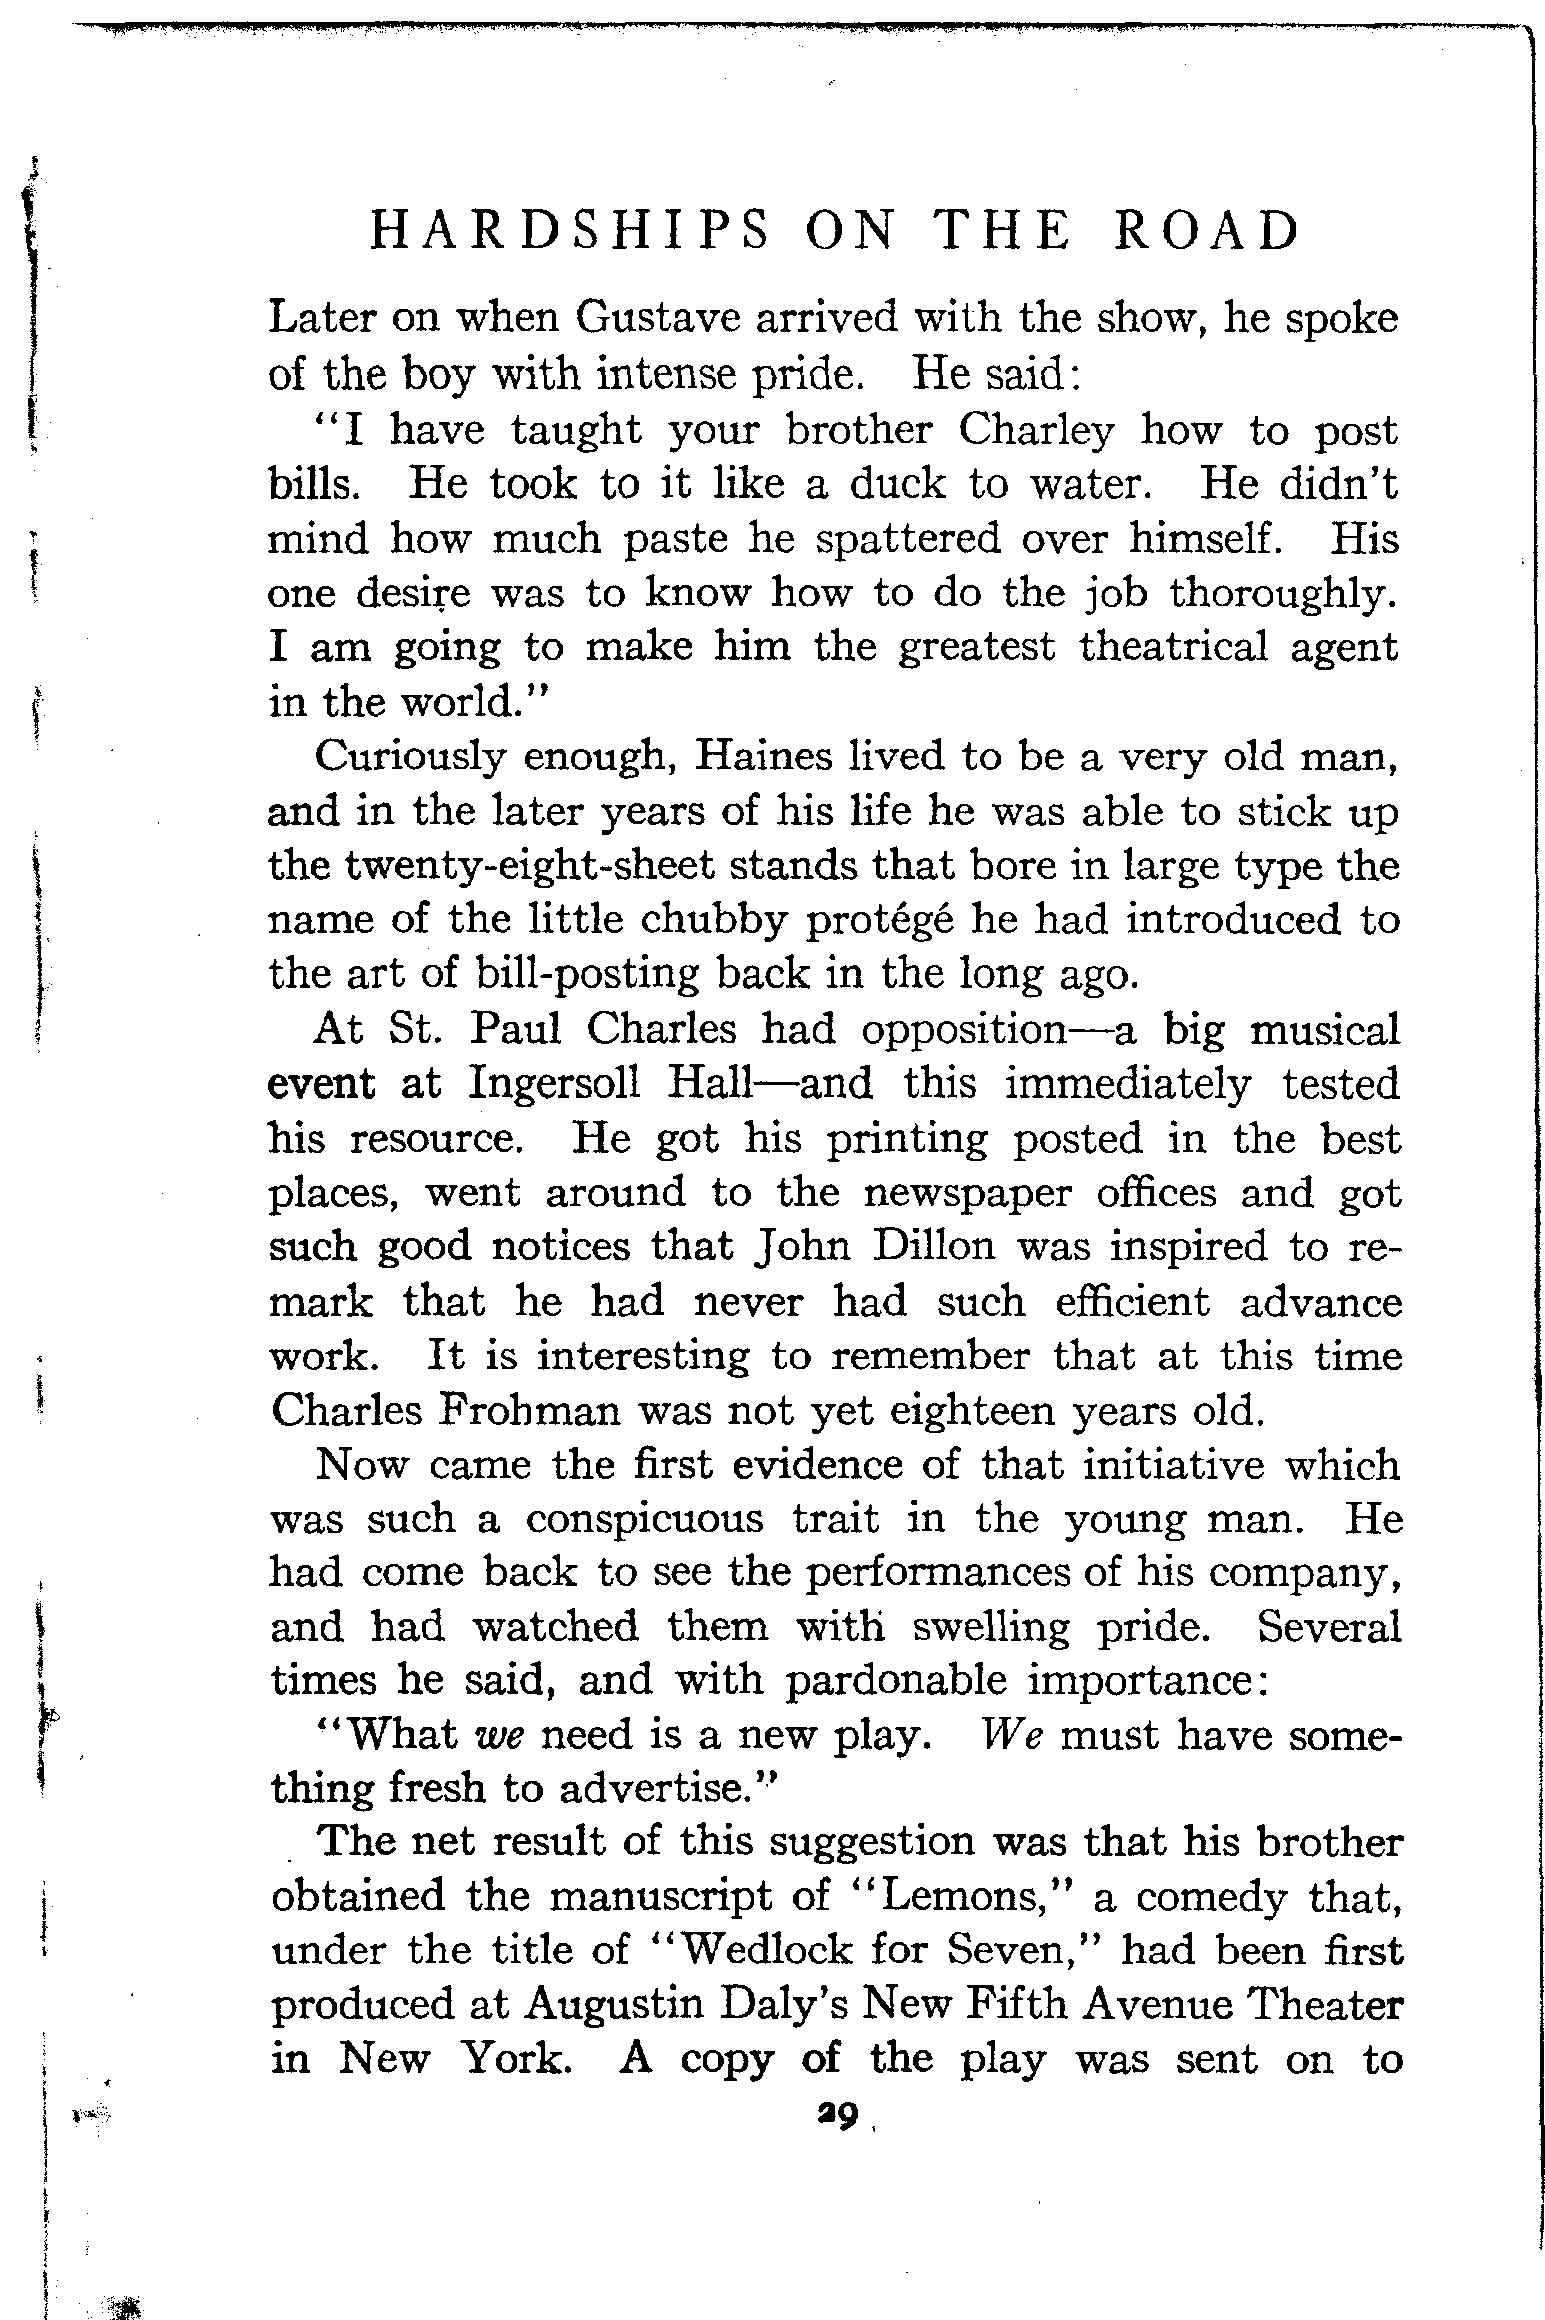 HARDSHIPS ON THE ROAD
Later on when Gustave arrived with the show, he spoke
of the boy with intense pride. He said:
“I have taught your brother Charley how to post
bills. He took to it like a duck to water. He didn’t
mind how much paste he spattered over himself. His
one desire was to know how to do the job thoroughly.
I am going to make him the greatest theatrical agent
in the world.”
Curiously enough, Haines lived to be a very old man,
and in the later years of his life he was able to stick up
the twenty-eight-sheet stands that bore in large type the
name of the little chubby protégé he had introduced to
the art of bill-posting back in the long ago.
At St. Paul Charles had opposition—a big musical
event at Ingersoll Hall—and this immediately tested
his resource. He got his printing posted in the best
places, went around to the newspaper offices and got
such good notices that John Dillon was inspired to re-
mark that he had never had such efficient advance
work. It is interesting to remember that at this time
Charles Frohman was not yet eighteen years old.
Now came the first evidence of that initiative which
was such a conspicuous trait in the young man. He
had come back to see the performances of his company,
and had watched them with swelling pride. Several
times he said, and with pardonable importance:
“What we need is a new play. We must have some-
thing fresh to advertise.”
The net result of this suggestion was that his brother
obtained the manuscript of “Lemons,” a comedy that,
under the title of “Wedlock for Seven,” had been first
produced at Augustin Daly’s New Fifth Avenue Theater
in New York. A copy of the play was sent on to
29